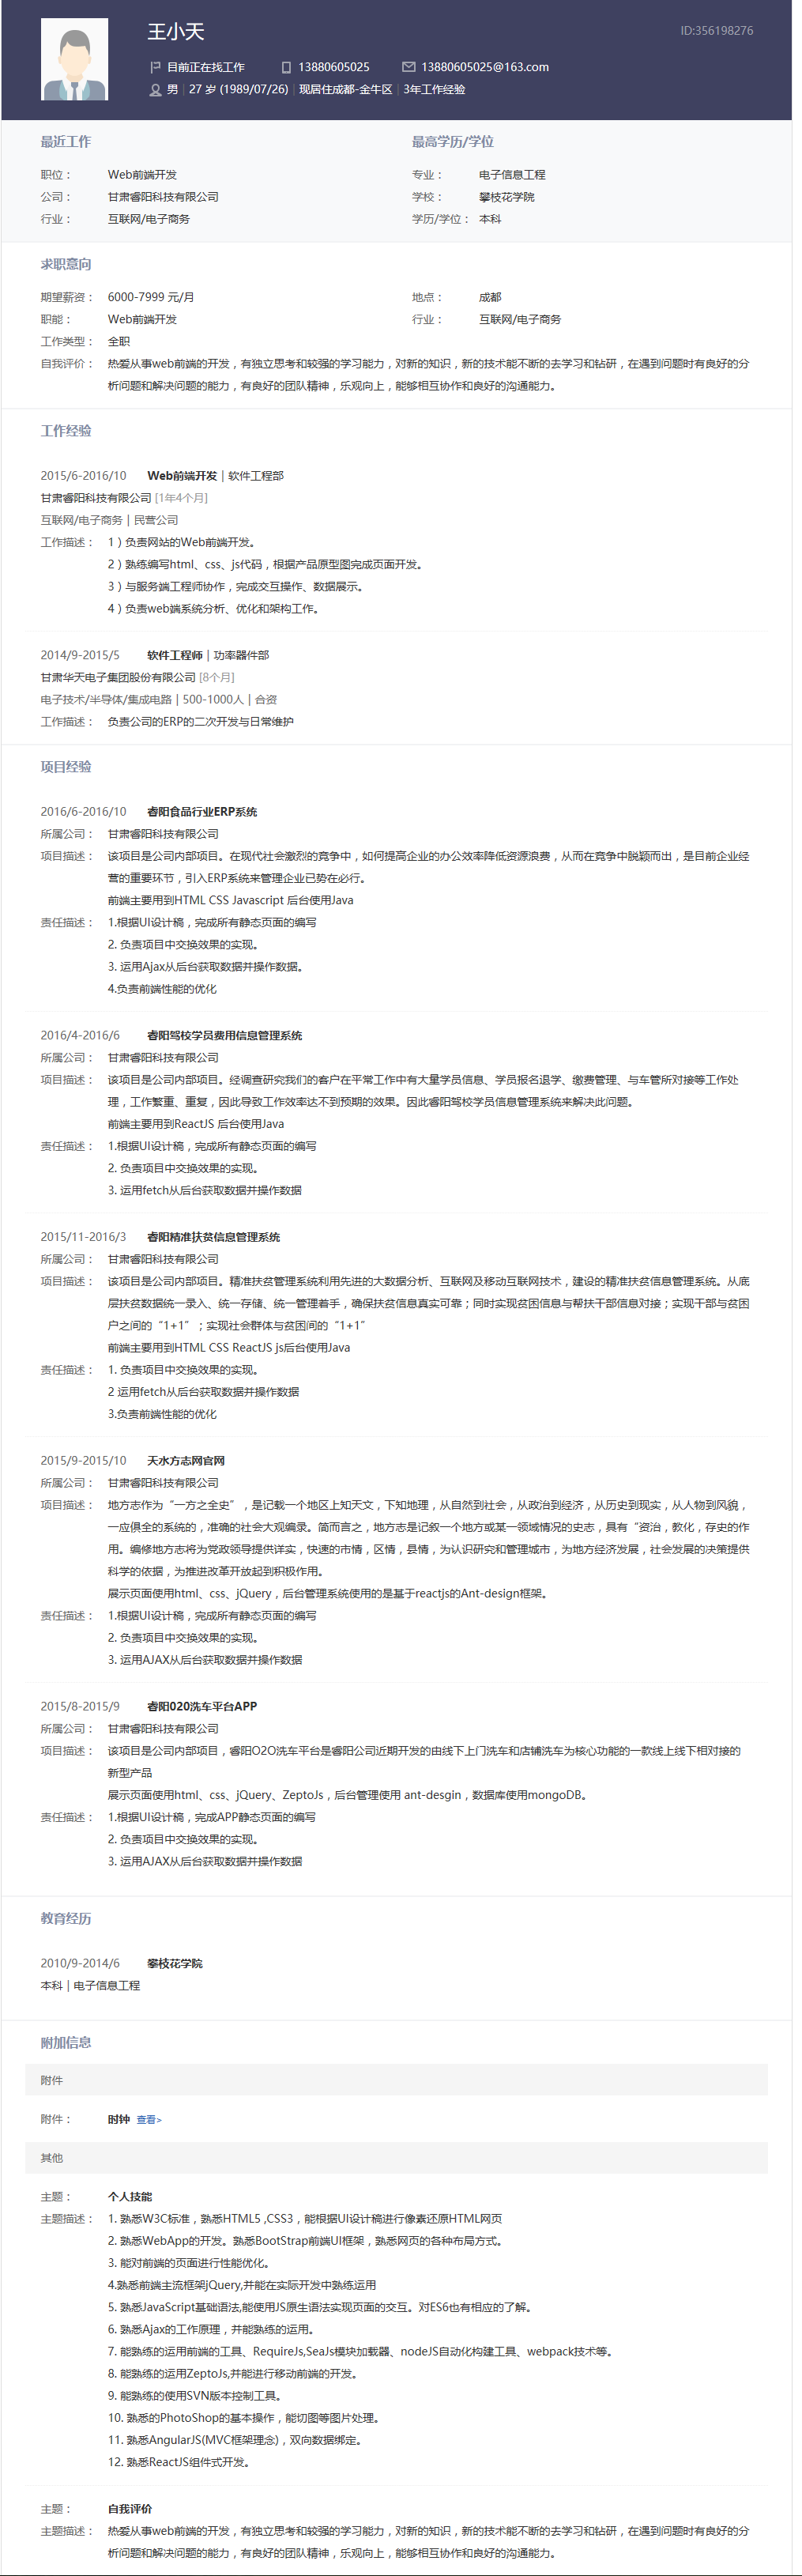 王小天
ID:356198276
目前正在找工作 13880605025 13880605025@163.com
男 | 27 岁 (1989/07/26) | 现居住成都-金牛区 | 3年工作经验
最近工作 最高学历/学位
职位： Web前端开发 专业： 电子信息工程
公司： 甘肃睿阳科技有限公司 学校： 攀枝花学院
行业： 互联网/电子商务 学历/学位： 本科
求职意向
期望薪资： 6000-7999 元/月 地点： 成都
职能： Web前端开发 行业： 互联网/电子商务
工作类型： 全职
自我评价： 热爱从事web前端的开发，有独立思考和较强的学习能力，对新的知识，新的技术能不断的去学习和钻研，在遇到问题时有良好的分
析问题和解决问题的能力，有良好的团队精神，乐观向上，能够相互协作和良好的沟通能力。
工作经验
2015/6-2016/10 Web前端开发 | 软件工程部
甘肃睿阳科技有限公司 [1年4个月]
互联网/电子商务 | 民营公司
工作描述： 1）负责网站的Web前端开发。
2）熟练编写html、css、js代码，根据产品原型图完成页面开发。
3）与服务端工程师协作，完成交互操作、数据展示。
4）负责web端系统分析、优化和架构工作。
2014/9-2015/5 软件工程师 | 功率器件部
甘肃华天电子集团股份有限公司 [8个月]
电子技术/半导体/集成电路 | 500-1000人 | 合资
工作描述： 负责公司的ERP的二次开发与日常维护
项目经验
2016/6-2016/10 睿阳食品行业ERP系统
所属公司： 甘肃睿阳科技有限公司
项目描述： 该项目是公司内部项目。在现代社会激烈的竞争中，如何提高企业的办公效率降低资源浪费，从而在竞争中脱颖而出，是目前企业经
营的重要环节，引入ERP系统来管理企业已势在必行。
前端主要用到HTML CSS Javascript 后台使用Java
责任描述： 1.根据UI设计稿，完成所有静态页面的编写
2. 负责项目中交换效果的实现。
3. 运用Ajax从后台获取数据并操作数据。
4.负责前端性能的优化
2016/4-2016/6 睿阳驾校学员费用信息管理系统
所属公司： 甘肃睿阳科技有限公司
项目描述： 该项目是公司内部项目。经调查研究我们的客户在平常工作中有大量学员信息、学员报名退学、缴费管理、与车管所对接等工作处
理，工作繁重、重复，因此导致工作效率达不到预期的效果。因此睿阳驾校学员信息管理系统来解决此问题。
前端主要用到ReactJS 后台使用Java
责任描述： 1.根据UI设计稿，完成所有静态页面的编写
2. 负责项目中交换效果的实现。
3. 运用fetch从后台获取数据并操作数据
2015/11-2016/3 睿阳精准扶贫信息管理系统
所属公司： 甘肃睿阳科技有限公司
项目描述： 该项目是公司内部项目。精准扶贫管理系统利用先进的大数据分析、互联网及移动互联网技术，建设的精准扶贫信息管理系统。从底
层扶贫数据统一录入、统一存储、统一管理着手，确保扶贫信息真实可靠；同时实现贫困信息与帮扶干部信息对接；实现干部与贫困
户之间的“1+1”；实现社会群体与贫困间的“1+1”
前端主要用到HTML CSS ReactJS js后台使用Java
责任描述： 1. 负责项目中交换效果的实现。
2 运用fetch从后台获取数据并操作数据
3.负责前端性能的优化
2015/9-2015/10 天水方志网官网
所属公司： 甘肃睿阳科技有限公司
项目描述： 地方志作为“一方之全史”，是记载一个地区上知天文，下知地理，从自然到社会，从政治到经济，从历史到现实，从人物到风貌，
一应俱全的系统的，准确的社会大观编录。简而言之，地方志是记叙一个地方或某一领域情况的史志，具有“资治，教化，存史的作
用。编修地方志将为党政领导提供详实，快速的市情，区情，县情，为认识研究和管理城市，为地方经济发展，社会发展的决策提供
科学的依据，为推进改革开放起到积极作用。
展示页面使用html、css、jQuery，后台管理系统使用的是基于reactjs的Ant-design框架。
责任描述： 1.根据UI设计稿，完成所有静态页面的编写
2. 负责项目中交换效果的实现。
3. 运用AJAX从后台获取数据并操作数据
2015/8-2015/9 睿阳020洗车平台APP
所属公司： 甘肃睿阳科技有限公司
项目描述： 该项目是公司内部项目，睿阳O2O洗车平台是睿阳公司近期开发的由线下上门洗车和店铺洗车为核心功能的一款线上线下相对接的
新型产品
展示页面使用html、css、jQuery、ZeptoJs，后台管理使用 ant-desgin，数据库使用mongoDB。
责任描述： 1.根据UI设计稿，完成APP静态页面的编写
2. 负责项目中交换效果的实现。
3. 运用AJAX从后台获取数据并操作数据
教育经历
2010/9-2014/6 攀枝花学院
本科 | 电子信息工程
附加信息
附件
附件： 时钟 查看>
其他
主题： 个人技能
主题描述： 1. 熟悉W3C标准，熟悉HTML5 ,CSS3，能根据UI设计稿进行像素还原HTML网页
2. 熟悉WebApp的开发。熟悉BootStrap前端UI框架，熟悉网页的各种布局方式。
3. 能对前端的页面进行性能优化。
4.熟悉前端主流框架jQuery,并能在实际开发中熟练运用
5. 熟悉JavaScript基础语法,能使用JS原生语法实现页面的交互。对ES6也有相应的了解。
6. 熟悉Ajax的工作原理，并能熟练的运用。
7. 能熟练的运用前端的工具、RequireJs,SeaJs模块加载器、nodeJS自动化构建工具、webpack技术等。
8. 能熟练的运用ZeptoJs,并能进行移动前端的开发。
9. 能熟练的使用SVN版本控制工具。
10. 熟悉的PhotoShop的基本操作，能切图等图片处理。
11. 熟悉AngularJS(MVC框架理念)，双向数据绑定。
12. 熟悉ReactJS组件式开发。
主题： 自我评价
主题描述： 热爱从事web前端的开发，有独立思考和较强的学习能力，对新的知识，新的技术能不断的去学习和钻研，在遇到问题时有良好的分
析问题和解决问题的能力，有良好的团队精神，乐观向上，能够相互协作和良好的沟通能力。